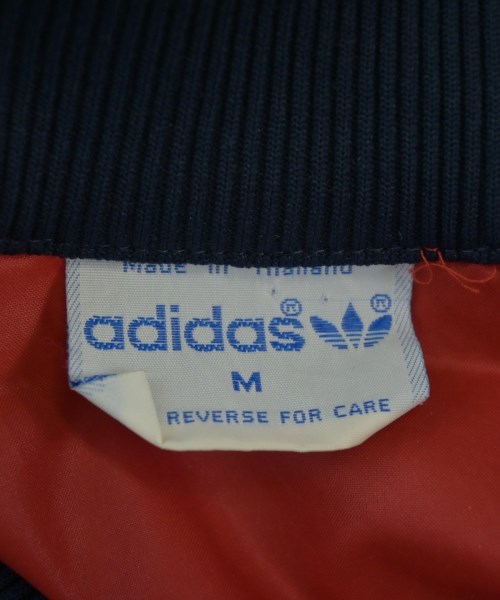 Made in Thailand
adidas®
®
M
REVERSE FOR CARE